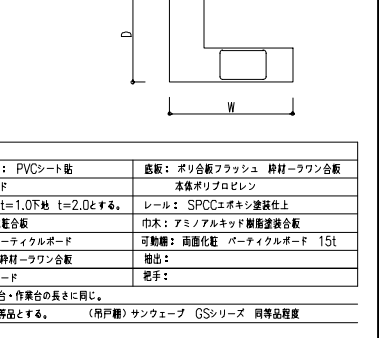 D
W
: PVCシート貼 底板: ポリ合板フラッシュ 枠材ーラワン合板
ド 本体ポリプロピレン
t=1.0下地 t=2.0とする。 レール: SPCCエポキシ塗装仕上
粧合板 巾木: アミノアルキッド樹脂塗装合板
ーティクルボード 可動棚: 両面化粧 パーティクルボード 15t
枠材ーラワン合板 抽出:
ード 把手:
台・作業台の長さに同じ。
等品とする。 (吊戸棚) サンウェーブ GSシリーズ 同等品程度